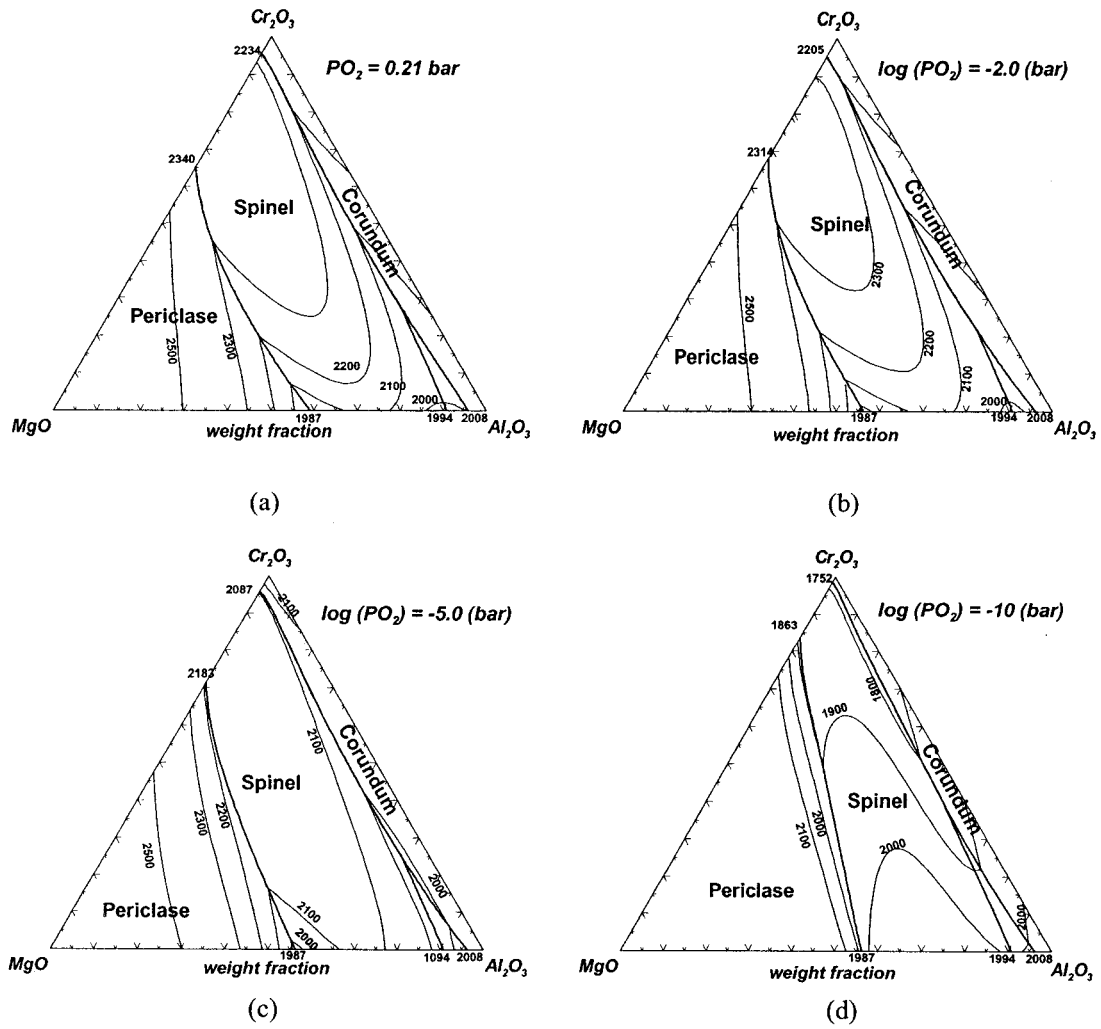 Cr₂O₃
2234
PO₂ = 0.21 bar
2340
Spinel
Corundum
Periclase
2500
2300
2200
2100
2000
MgO
weight fraction
1987
1994
2008
Al₂O₃
(a)
Cr₂O₃
2205
log (PO₂) = -2.0 (bar)
2314
Spinel
Corundum
2300
2500
Periclase
2200
2100
2000
MgO
weight fraction
1987
1994
2008
Al₂O₃
(b)
Cr₂O₃
2087
2100
log (PO₂) = -5.0 (bar)
2183
Spinel
2100
Corundum
2200
2300
2500
2000
Periclase
2100
2000
MgO
weight fraction
1987
1094
2008
Al₂O₃
(c)
Cr₂O₃
1752
log (PO₂) = -10 (bar)
1863
1800
1900
Corundum
Spinel
2000
2100
2000
Periclase
2000
MgO
weight fraction
1987
1994
2008
Al₂O₃
(d)